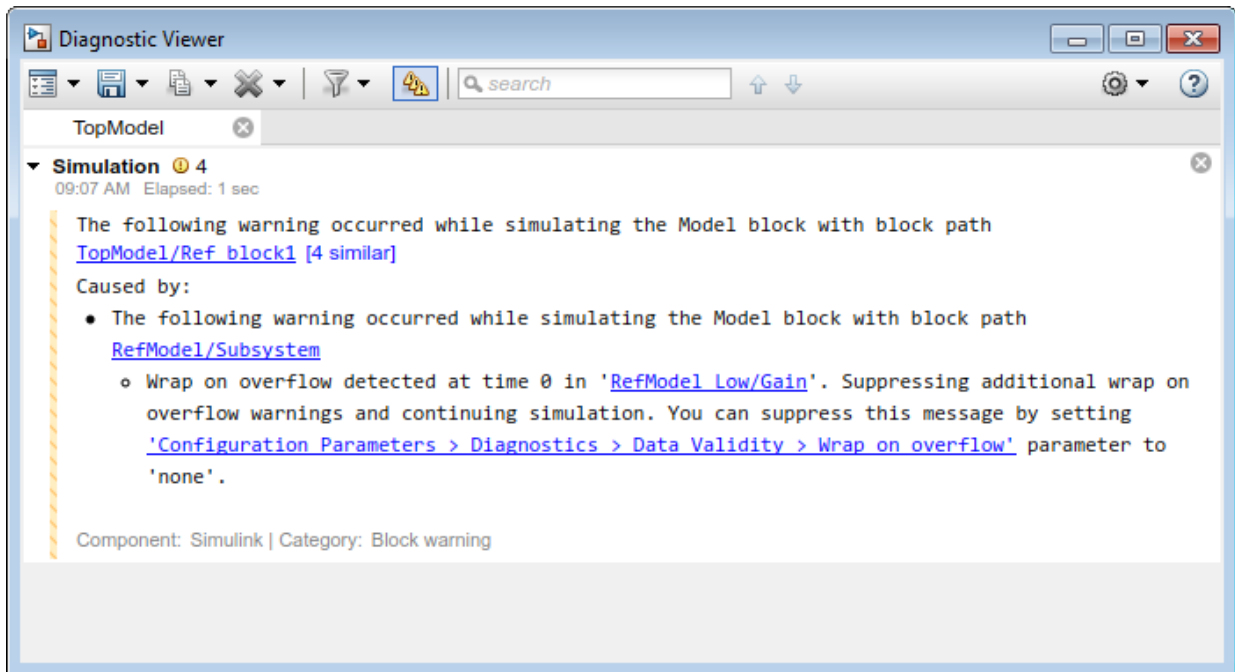 Diagnostic Viewer
search
TopModel
Simulation 4
09:07 AM Elapsed: 1 sec
The following warning occurred while simulating the Model block with block path
TopModel/Ref block1 [4 similar]
Caused by:
• The following warning occurred while simulating the Model block with block path
RefModel/Subsystem
o Wrap on overflow detected at time 0 in 'RefModel Low/Gain'. Suppressing additional wrap on
overflow warnings and continuing simulation. You can suppress this message by setting
'Configuration Parameters > Diagnostics > Data Validity > Wrap on overflow' parameter to
'none'.
Component: Simulink | Category: Block warning